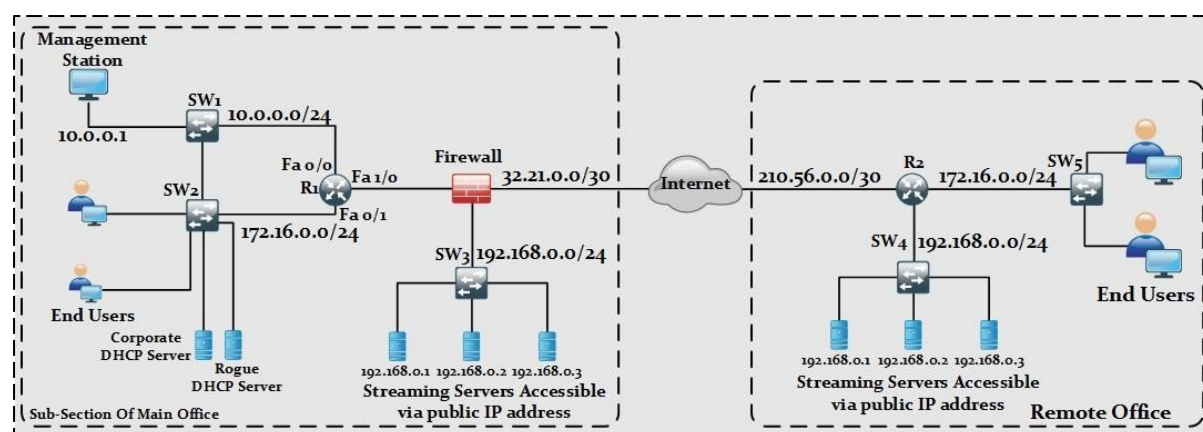 Management
Station
SW1
10.0.0.0/24
10.0.0.1
Fa 0/0
SW2
R1
Fa 1/0
Fa 0/1
172.16.0.0/24
End Users
Corporate
DHCP Server
Rogue
DHCP Server
Firewall
32.21.0.0/30
SW3
192.168.0.0/24
192.168.0.1 192.168.0.2 192.168.0.3
Streaming Servers Accessible
via public IP address
Sub-Section Of Main Office
Internet
210.56.0.0/30
R2
172.16.0.0/24
SW5
SW4
192.168.0.0/24
End Users
192.168.0.1 192.168.0.2 192.168.0.3
Streaming Servers Accessible
via public IP address
Remote Office